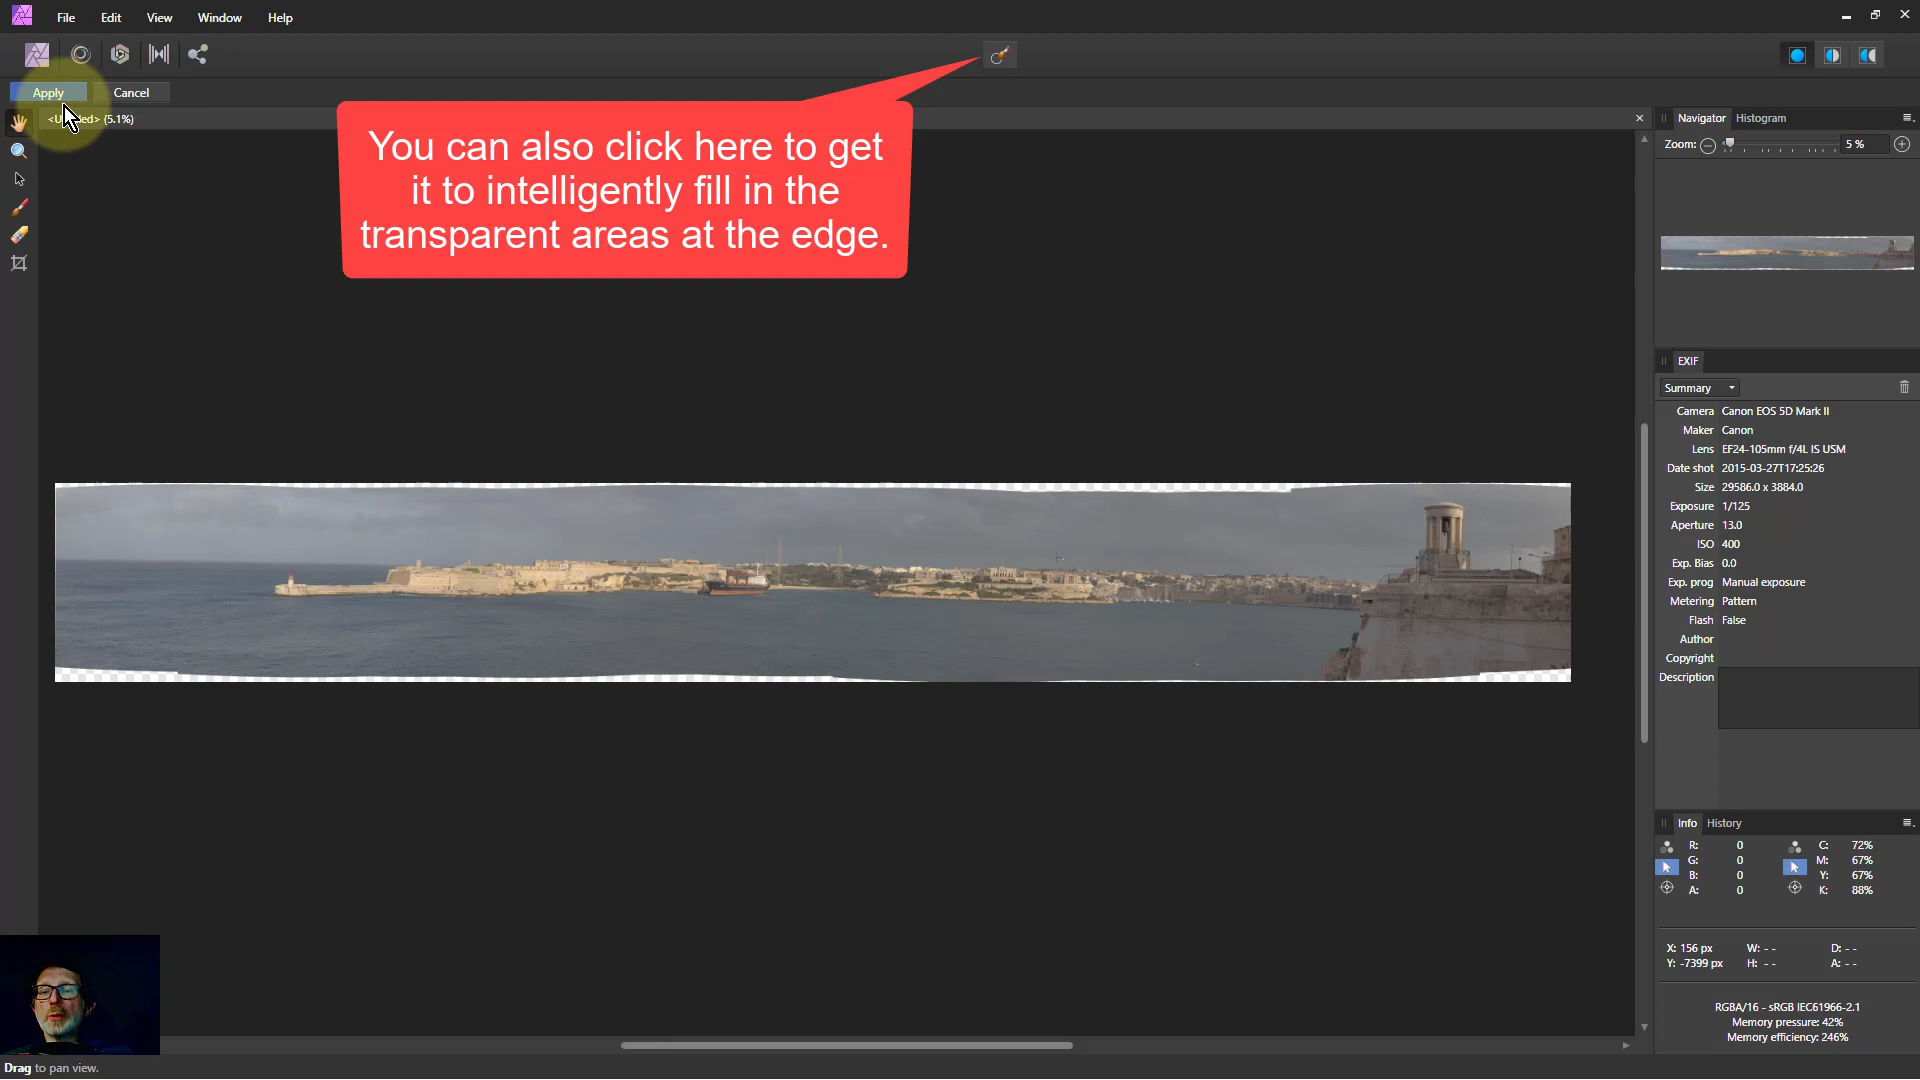 File Edit View Window Help
Apply Cancel
(5.1%)
You can also click here to get
it to intelligently fill in the
transparent areas at the edge.
Navigator Histogram
Zoom: 5 %
EXIF
Summary
Camera Canon EOS 5D Mark II
Maker Canon
Lens EF24-105mm f/4L IS USM
Date shot 2015-03-27T17:25:26
Size 29586.0 x 3884.0
Exposure 1/125
Aperture 13.0
ISO 400
Exp. Bias 0.0
Exp. prog Manual exposure
Metering Pattern
Flash False
Author
Copyright
Description
Info History
R: 0 C: 72%
G: 0 M: 67%
B: 0 Y: 67%
A: 0 K: 88%
X: 156 px W: - - D: - -
Y: -7399 px H: - - A: - -
RGBA/16 - sRGB IEC61966-2.1
Memory pressure: 42%
Memory efficiency: 246%
Drag to pan view.